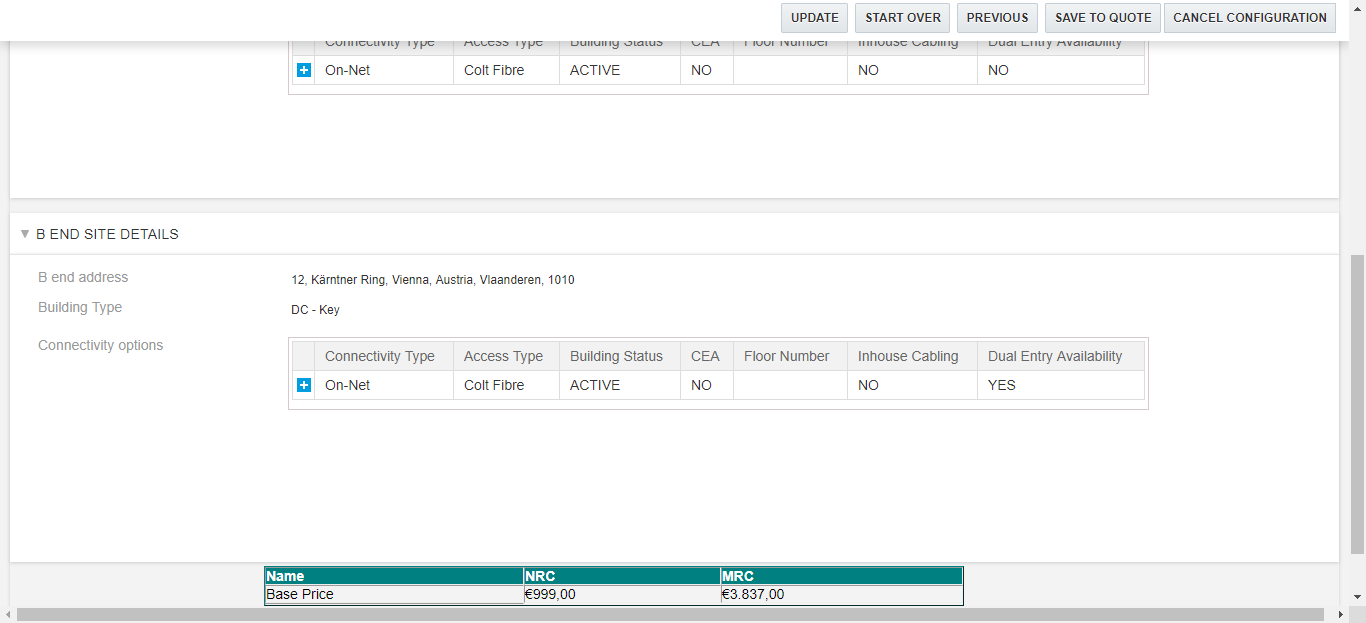 UPDATE START OVER PREVIOUS SAVE TO QUOTE CANCEL CONFIGURATION
Connectivity Type Access Type Building Status CEA Floor Number Inhouse Cabling Dual Entry Availability
On-Net Colt Fibre ACTIVE NO NO NO
B END SITE DETAILS
B end address 12, Kärntner Ring, Vienna, Austria, Vlaanderen, 1010
Building Type DC - Key
Connectivity options
Connectivity Type Access Type Building Status CEA Floor Number Inhouse Cabling Dual Entry Availability
On-Net Colt Fibre ACTIVE NO NO YES
Name NRC MRC
Base Price €999,00 €3.837,00